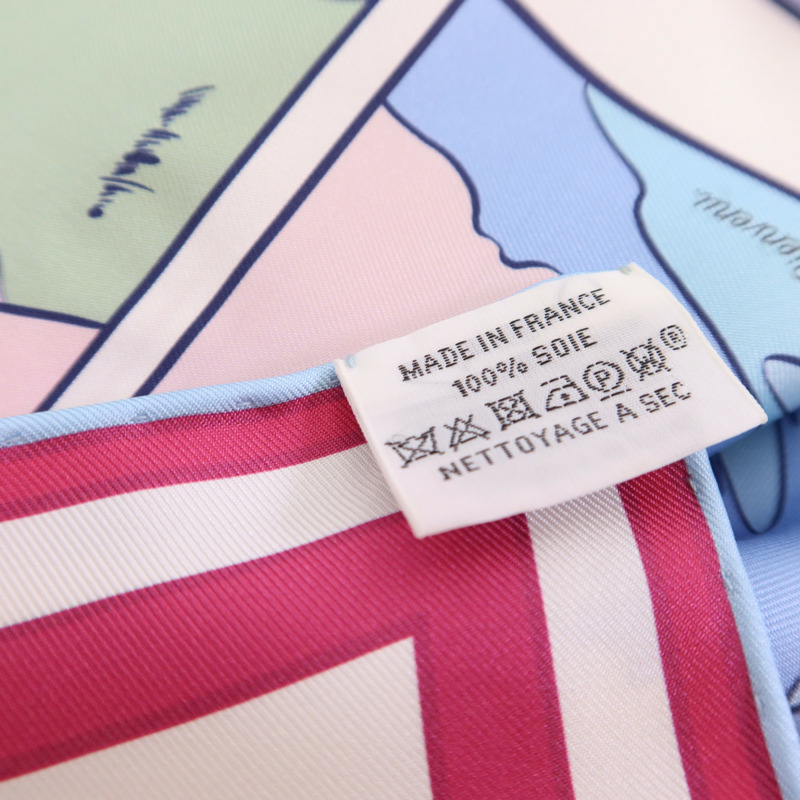 MADE IN FRANCE
100% SOIE
®
NETTOYAGE A SEC